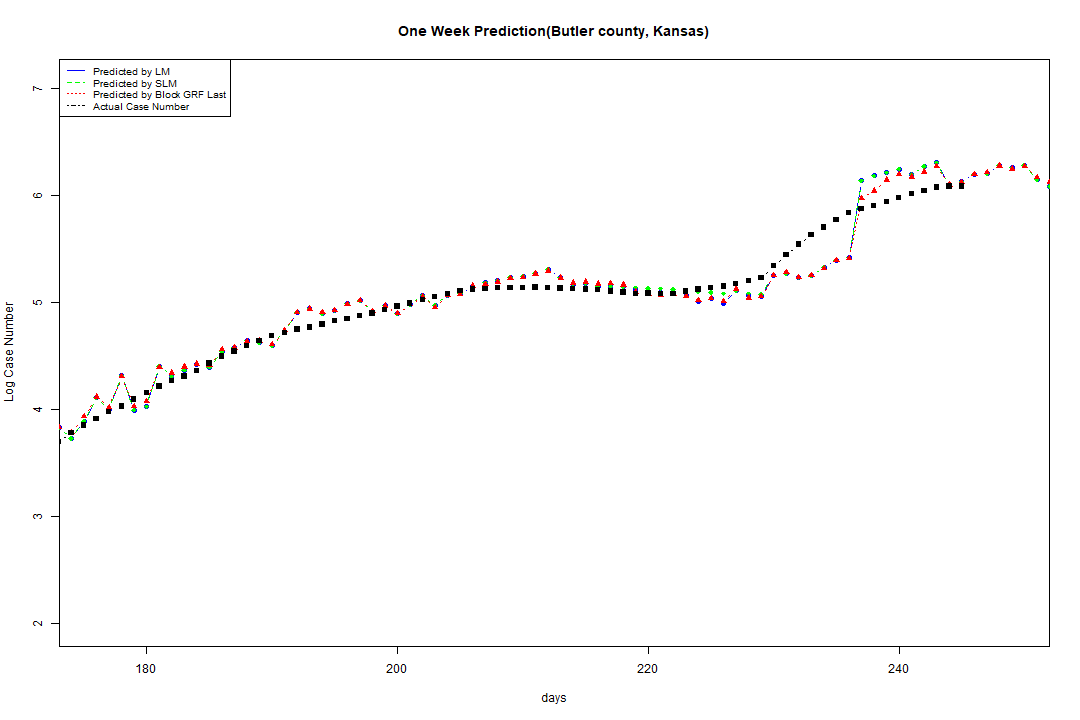 One Week Prediction(Butler county, Kansas)
Predicted by LM
Predicted by SLM
Predicted by Block GRF Last
Actual Case Number
7
6
5
4
3
2
Log Case Number
180
200
220
240
days